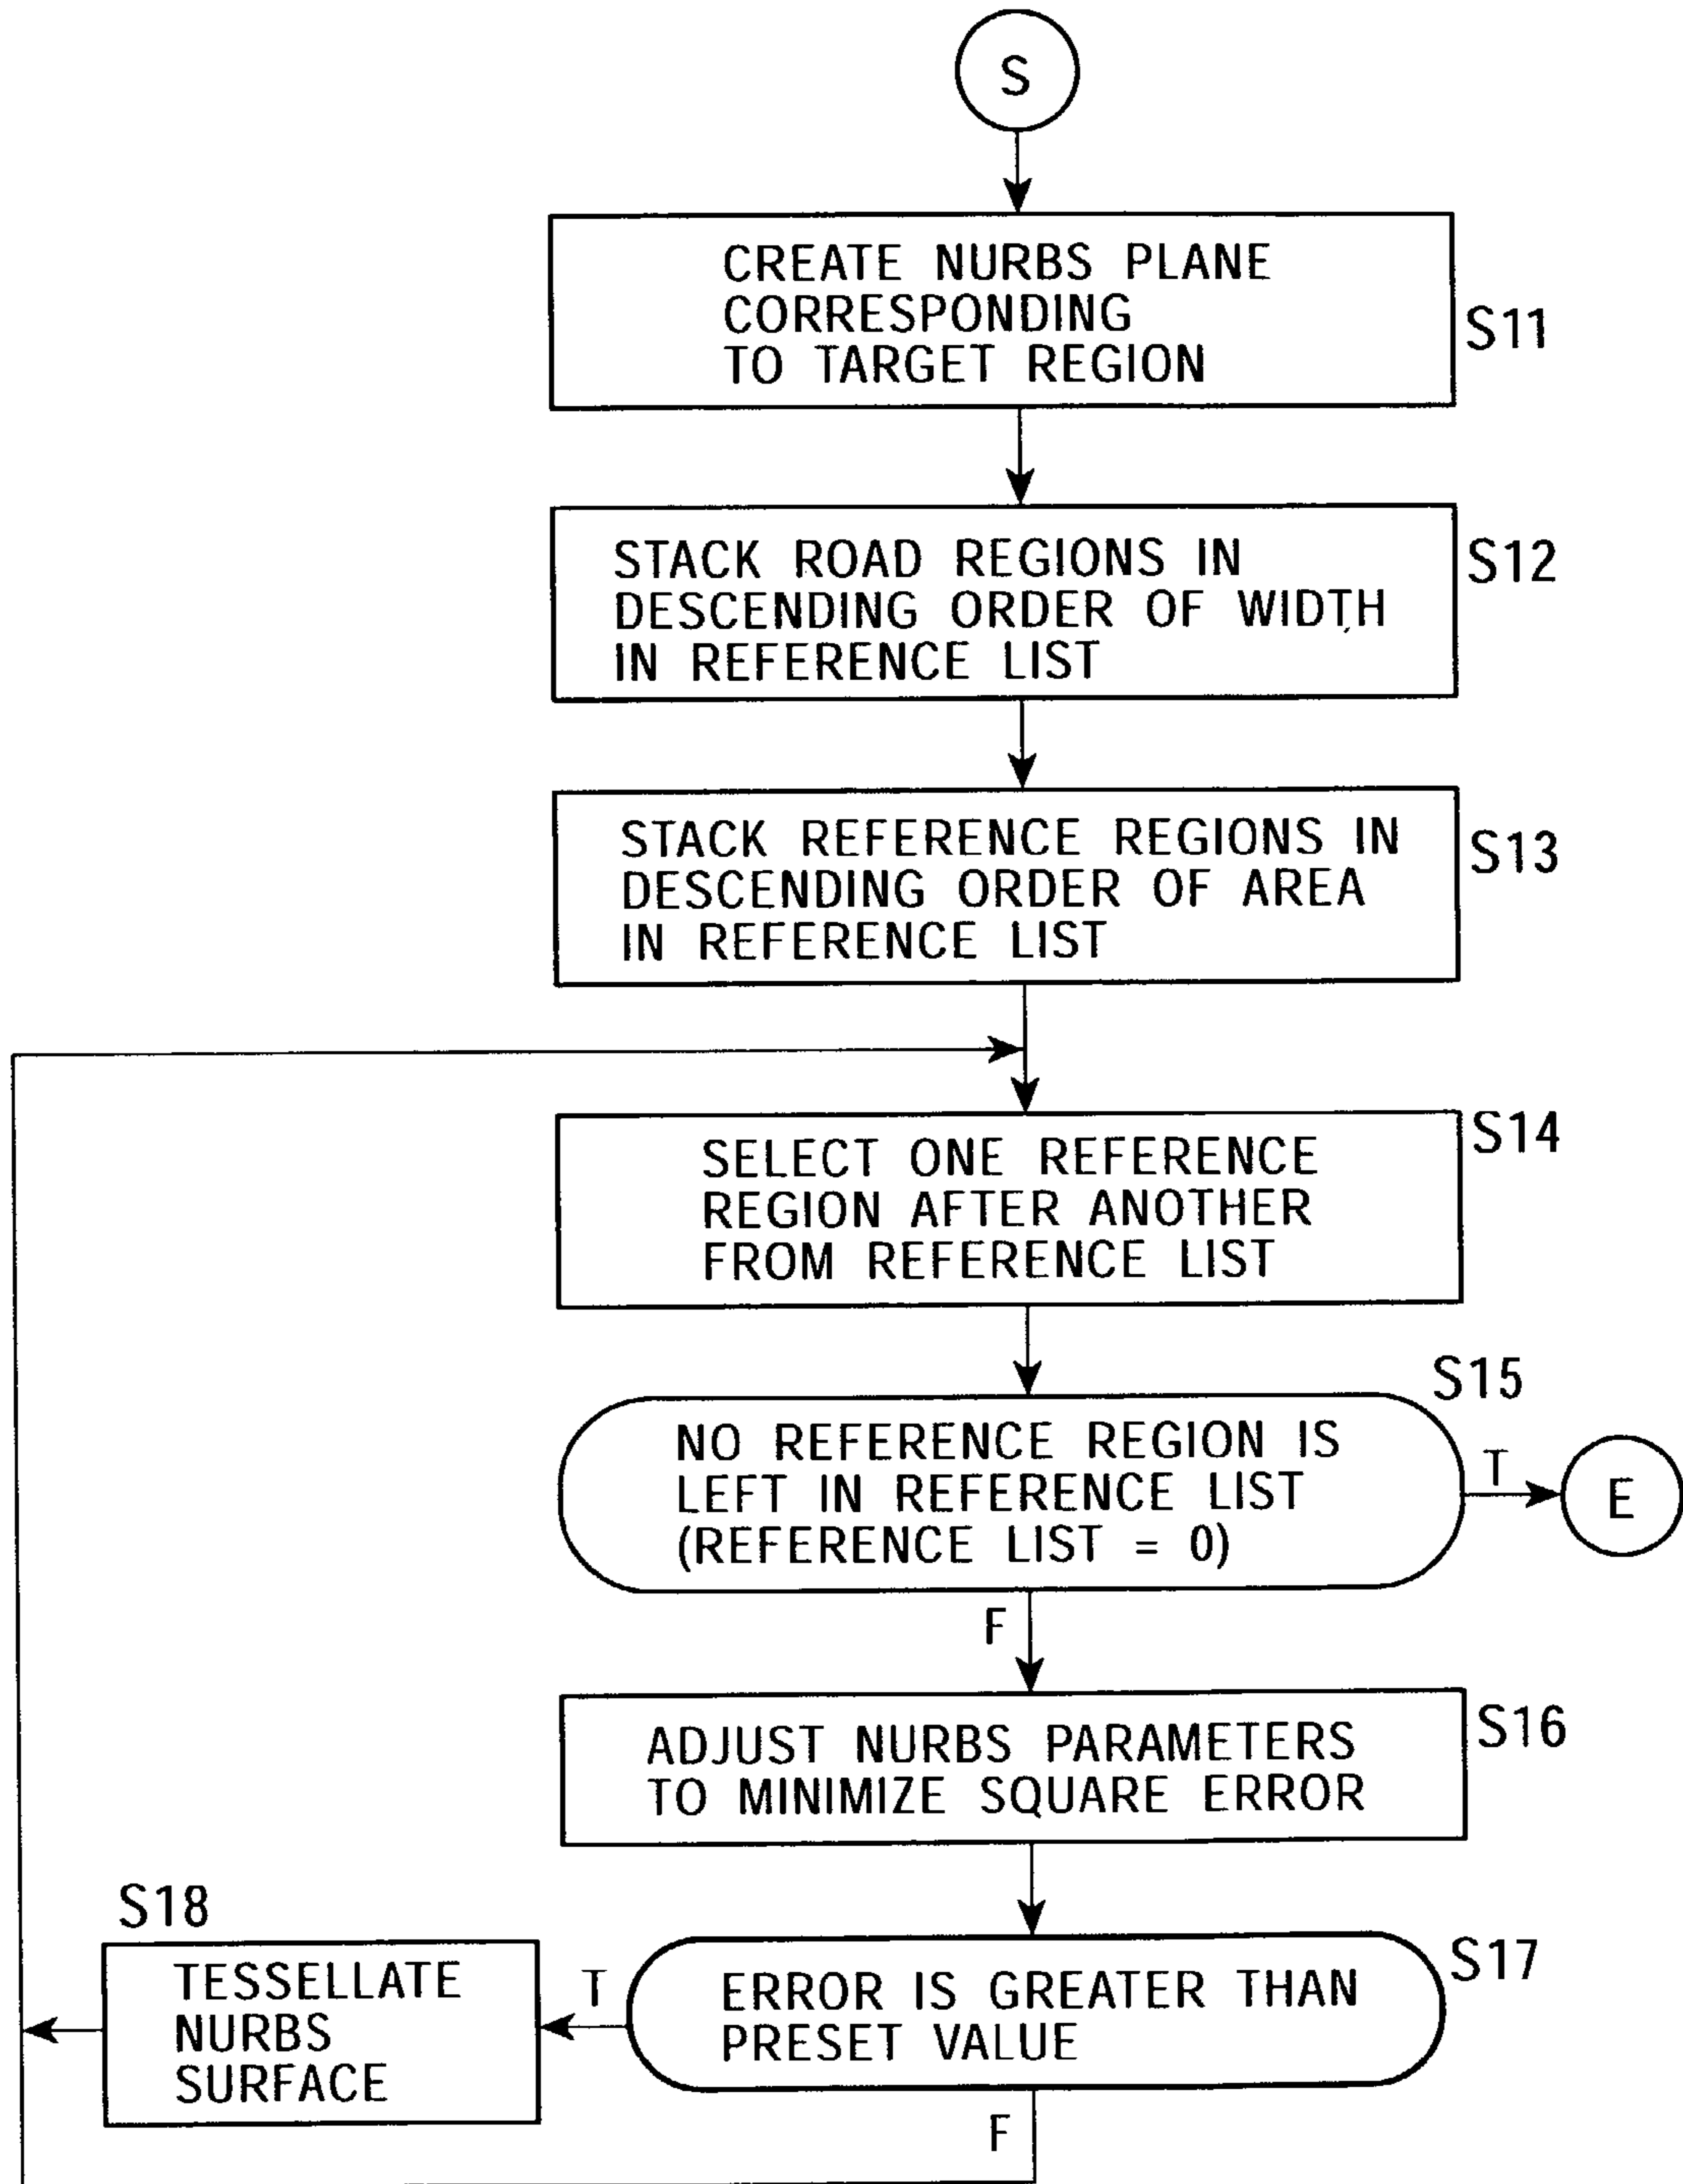 S
CREATE NURBS PLANE
CORRESPONDING
TO TARGET REGION
S11
STACK ROAD REGIONS IN
DESCENDING ORDER OF WIDTH
IN REFERENCE LIST
S12
STACK REFERENCE REGIONS IN
DESCENDING ORDER OF AREA
IN REFERENCE LIST
S13
SELECT ONE REFERENCE
REGION AFTER ANOTHER
FROM REFERENCE LIST
S14
S15
NO REFERENCE REGION IS
LEFT IN REFERENCE LIST
(REFERENCE LIST = 0)
T
E
F
ADJUST NURBS PARAMETERS
TO MINIMIZE SQUARE ERROR
S16
S17
ERROR IS GREATER THAN
PRESET VALUE
T
S18
TESSELLATE
NURBS
SURFACE
F